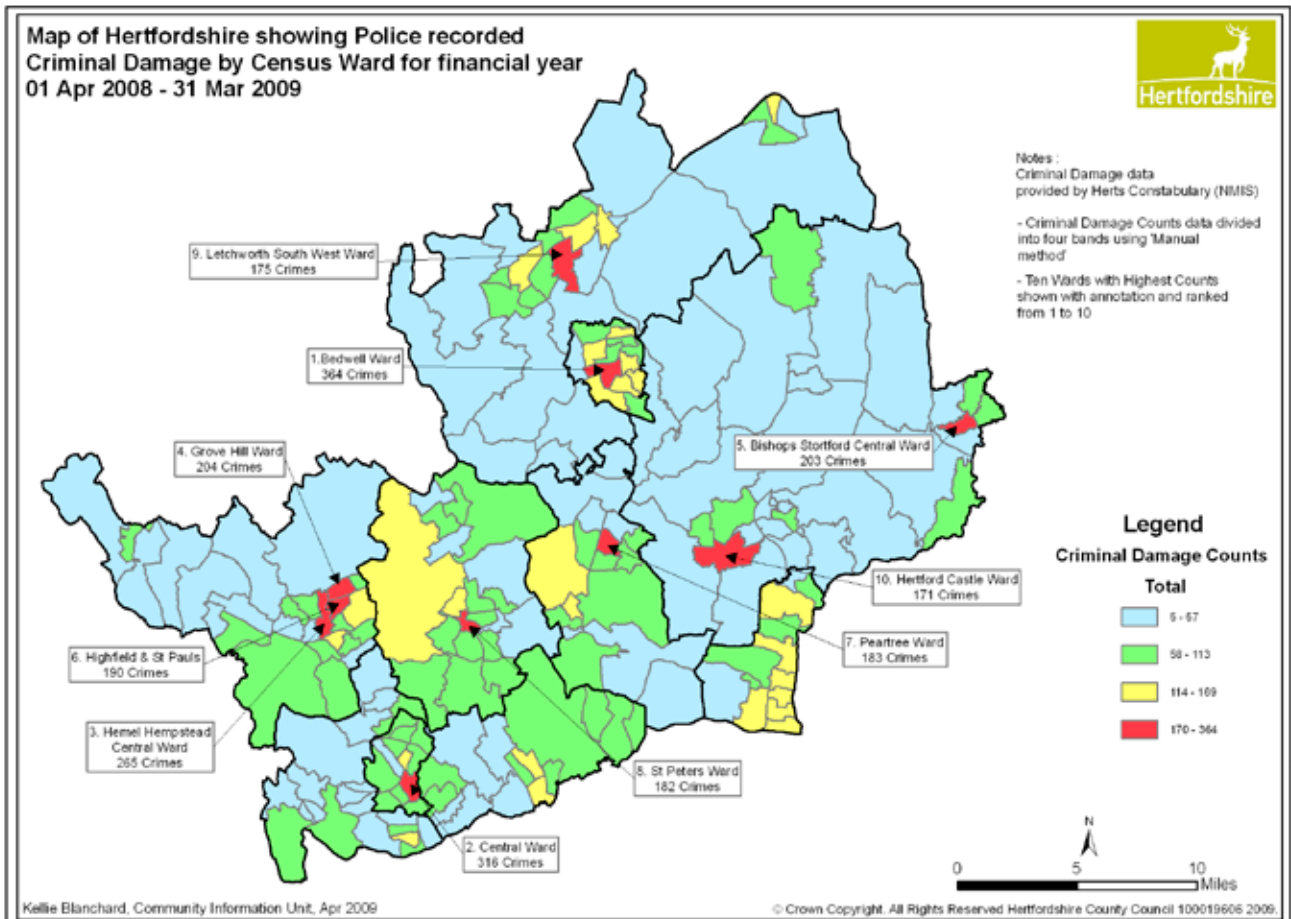 Map of Hertfordshire showing Police recorded
Criminal Damage by Census Ward for financial year
01 Apr 2008 - 31 Mar 2009
Hertfordshire
Notes :
Criminal Damage data
provided by Herts Constabulary (NMIS)
- Criminal Damage Counts data divided
into four bands using 'Manual
method'
- Ten Wards with Highest Counts
shown with annotation and ranked
from 1 to 10
9. Letchworth South West Ward
175 Crimes
1.Bedwell Ward
364 Crimes
4. Grove Hill Ward
204 Crimes
5. Bishops Stortford Central Ward
203 Crimes
10. Hertford Castle Ward
171 Crimes
7. Peartree Ward
183 Crimes
6. Highfield & St Pauls
190 Crimes
3. Hemel Hempstead
Central Ward
265 Crimes
8. St Peters Ward
182 Crimes
2. Central Ward
316 Crimes
Legend
Criminal Damage Counts
Total
58 - 113
114 - 169
170 - 364
N
0 5 10
Miles
Kellie Blanchard, Community Information Unit, Apr 2009
© Crown Copyright. All Rights Reserved Hertfordshire County Council 100019606 2009.